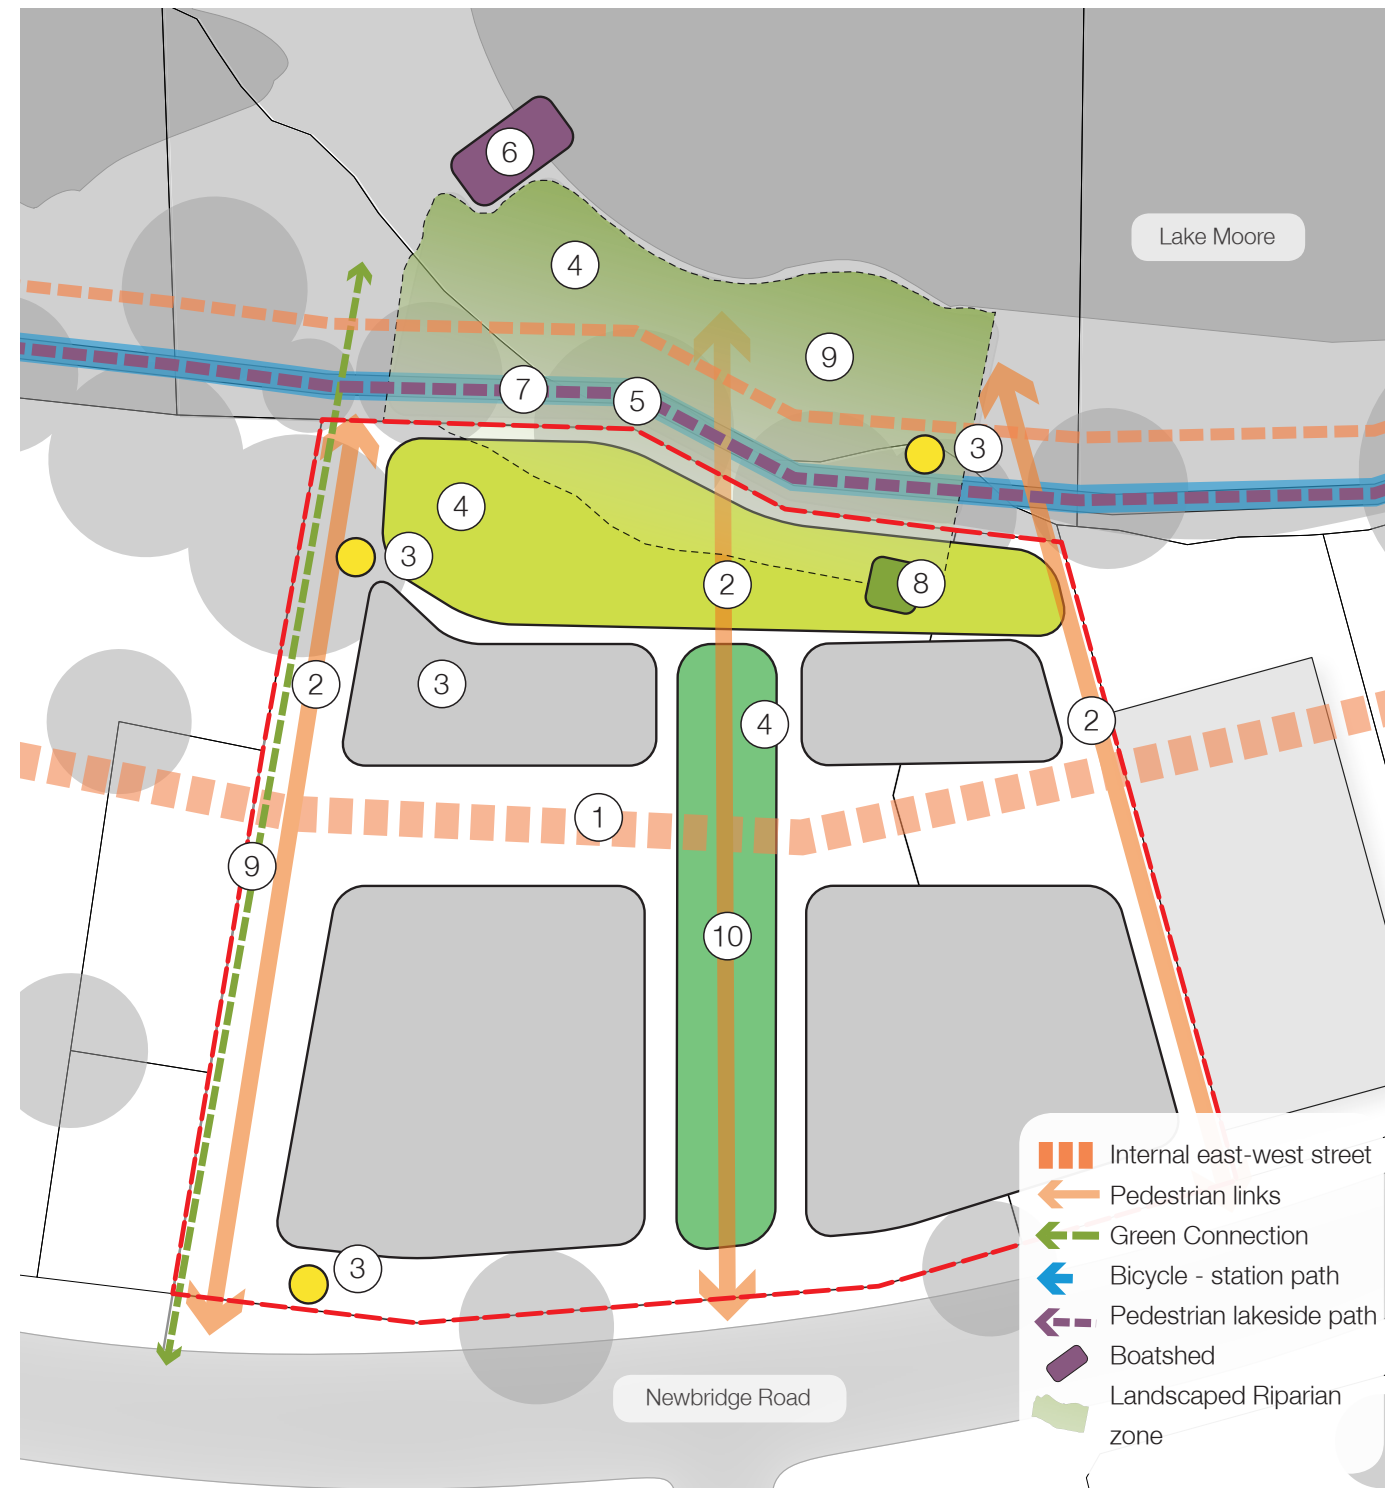 6
Lake Moore
4
9
7
5
3
4
3
2
8
2
3
4
2
1
9
10
3
Internal east-west street
Pedestrian links
Green Connection
Bicycle - station path
Pedestrian lakeside path
Boatshed
Landscaped Riparian
zone
Newbridge Road